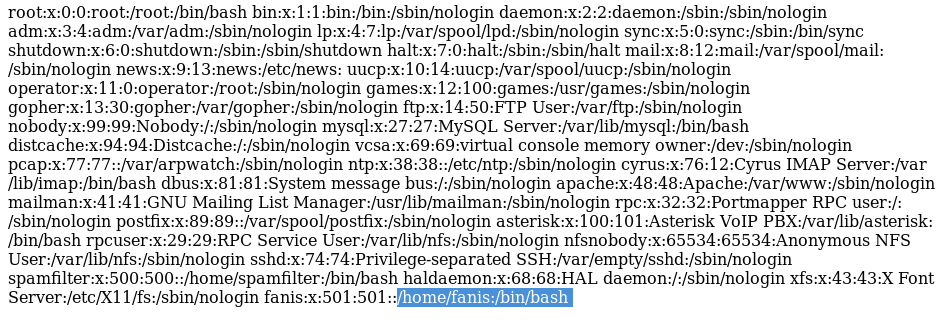 root:x:0:0:root:/root:/bin/bash bin:x:1:1:bin:/bin:/sbin/nologin daemon:x:2:2:daemon:/sbin:/sbin/nologin
adm:x:3:4:adm:/var/adm:/sbin/nologin lp:x:4:7:lp:/var/spool/lpd:/sbin/nologin sync:x:5:0:sync:/sbin:/bin/sync
shutdown:x:6:0:shutdown:/sbin:/sbin/shutdown halt:x:7:0:halt:/sbin:/sbin/halt mail:x:8:12:mail:/var/spool/mail:
/sbin/nologin news:x:9:13:news:/etc/news: uucp:x:10:14:uucp:/var/spool/uucp:/sbin/nologin
operator:x:11:0:operator:/root:/sbin/nologin games:x:12:100:games:/usr/games:/sbin/nologin
gopher:x:13:30:gopher:/var/gopher:/sbin/nologin ftp:x:14:50:FTP User:/var/ftp:/sbin/nologin
nobody:x:99:99:Nobody:/:/sbin/nologin mysql:x:27:27:MySQL Server:/var/lib/mysql:/bin/bash
distcache:x:94:94:Distcache:/:/sbin/nologin vcsa:x:69:69:virtual console memory owner:/dev:/sbin/nologin
pcap:x:77:77::/var/arpwatch:/sbin/nologin ntp:x:38:38::/etc/ntp:/sbin/nologin cyrus:x:76:12:Cyrus IMAP Server:/var
/lib/imap:/bin/bash dbus:x:81:81:System message bus:/:/sbin/nologin apache:x:48:48:Apache:/var/www:/sbin/nologin
mailman:x:41:41:GNU Mailing List Manager:/usr/lib/mailman:/sbin/nologin rpc:x:32:32:Portmapper RPC user:/:
/sbin/nologin postfix:x:89:89::/var/spool/postfix:/sbin/nologin asterisk:x:100:101:Asterisk VoIP PBX:/var/lib/asterisk:
/bin/bash rpcuser:x:29:29:RPC Service User:/var/lib/nfs:/sbin/nologin nfsnobody:x:65534:65534:Anonymous NFS
User:/var/lib/nfs:/sbin/nologin sshd:x:74:74:Privilege-separated SSH:/var/empty/sshd:/sbin/nologin
spamfilter:x:500:500::/home/spamfilter:/bin/bash haldaemon:x:68:68:HAL daemon:/:/sbin/nologin xfs:x:43:43:X Font
Server:/etc/X11/fs:/sbin/nologin fanis:x:501:501::/home/fanis:/bin/bash